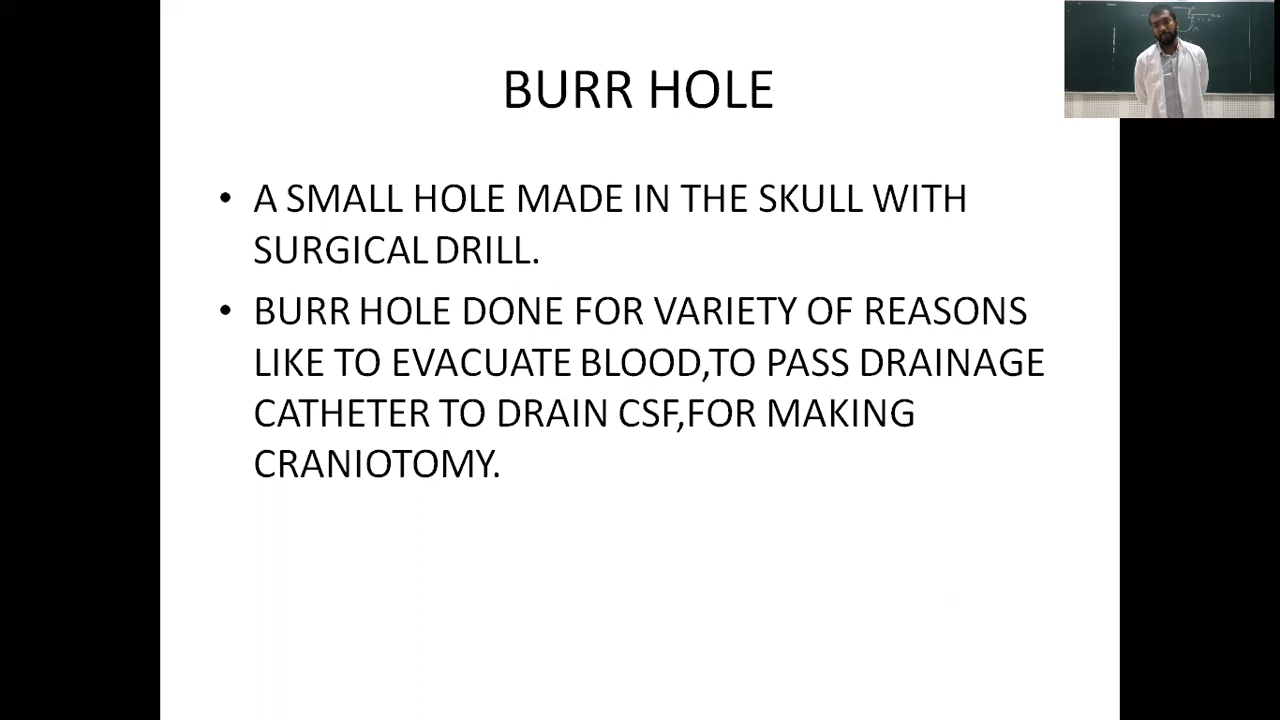 BURR HOLE
• A SMALL HOLE MADE IN THE SKULL WITH
SURGICAL DRILL.
• BURR HOLE DONE FOR VARIETY OF REASONS
LIKE TO EVACUATE BLOOD,TO PASS DRAINAGE
CATHETER TO DRAIN CSF,FOR MAKING
CRANIOTOMY.